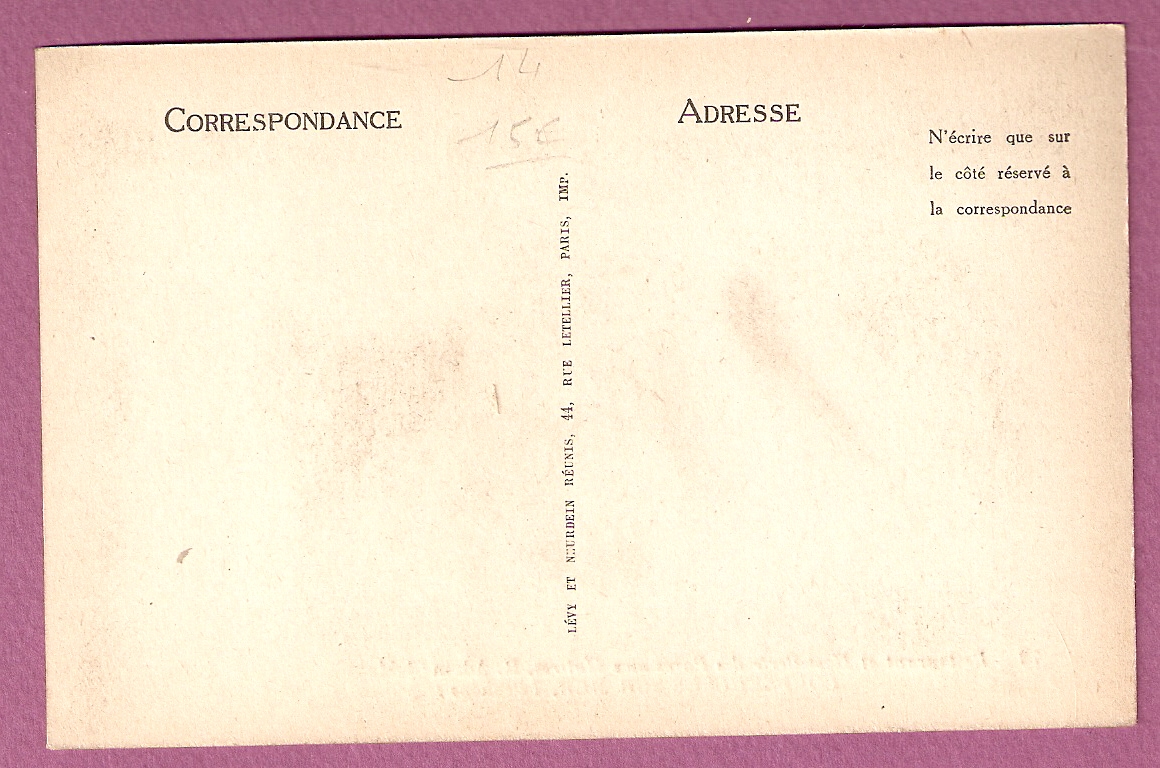 14
CORRESPONDANCE
15€
ADRESSE
N'écrire que sur
le côté réservé à
la correspondance
LÉVY ET NEURDEIN RÉUNIS, 44, RUE LETELLIER, PARIS, IMP.